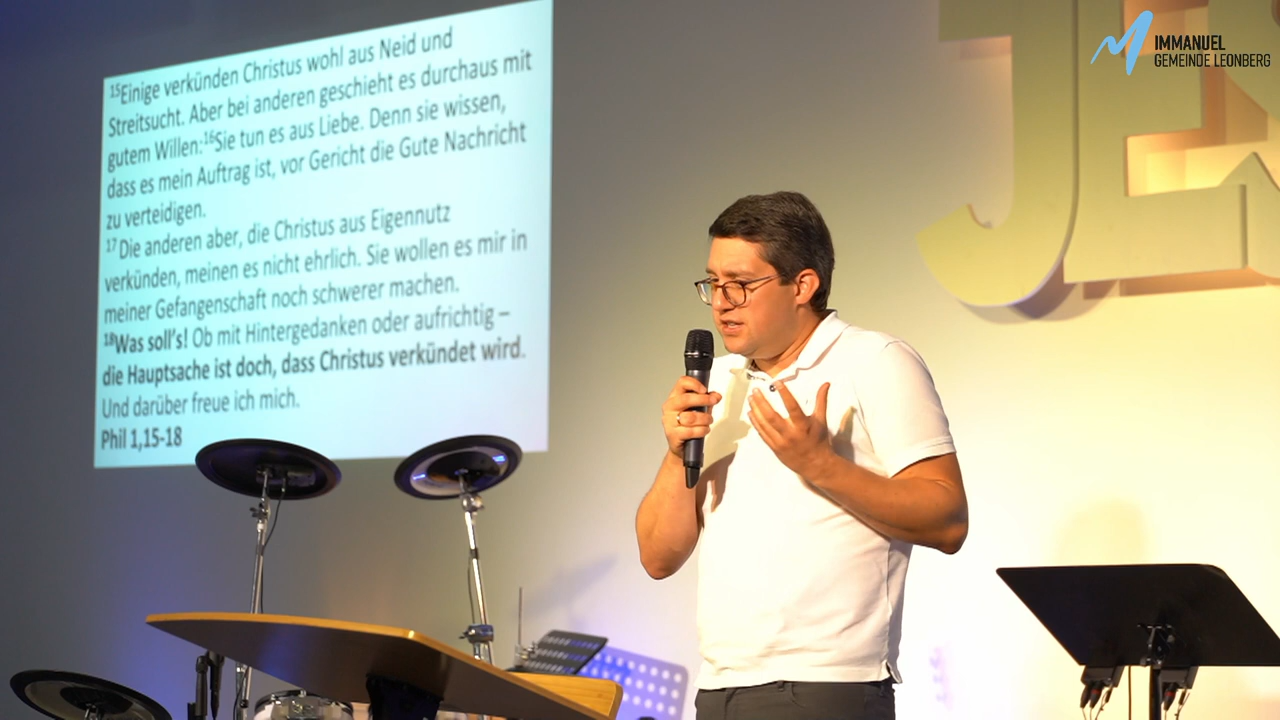 ¹⁵Einige verkünden Christus wohl aus Neid und
Streitsucht. Aber bei anderen geschieht es durchaus mit
gutem Willen:¹⁶Sie tun es aus Liebe. Denn sie wissen,
dass es mein Auftrag ist, vor Gericht die Gute Nachricht
zu verteidigen.
¹⁷ Die anderen aber, die Christus aus Eigennutz
verkünden, meinen es nicht ehrlich. Sie wollen es mir in
meiner Gefangenschaft noch schwerer machen.
¹⁸Was soll's! Ob mit Hintergedanken oder aufrichtig –
die Hauptsache ist doch, dass Christus verkündet wird.
Und darüber freue ich mich.
Phil 1,15-18
IMMANUEL
GEMEINDE LEONBERG
JES